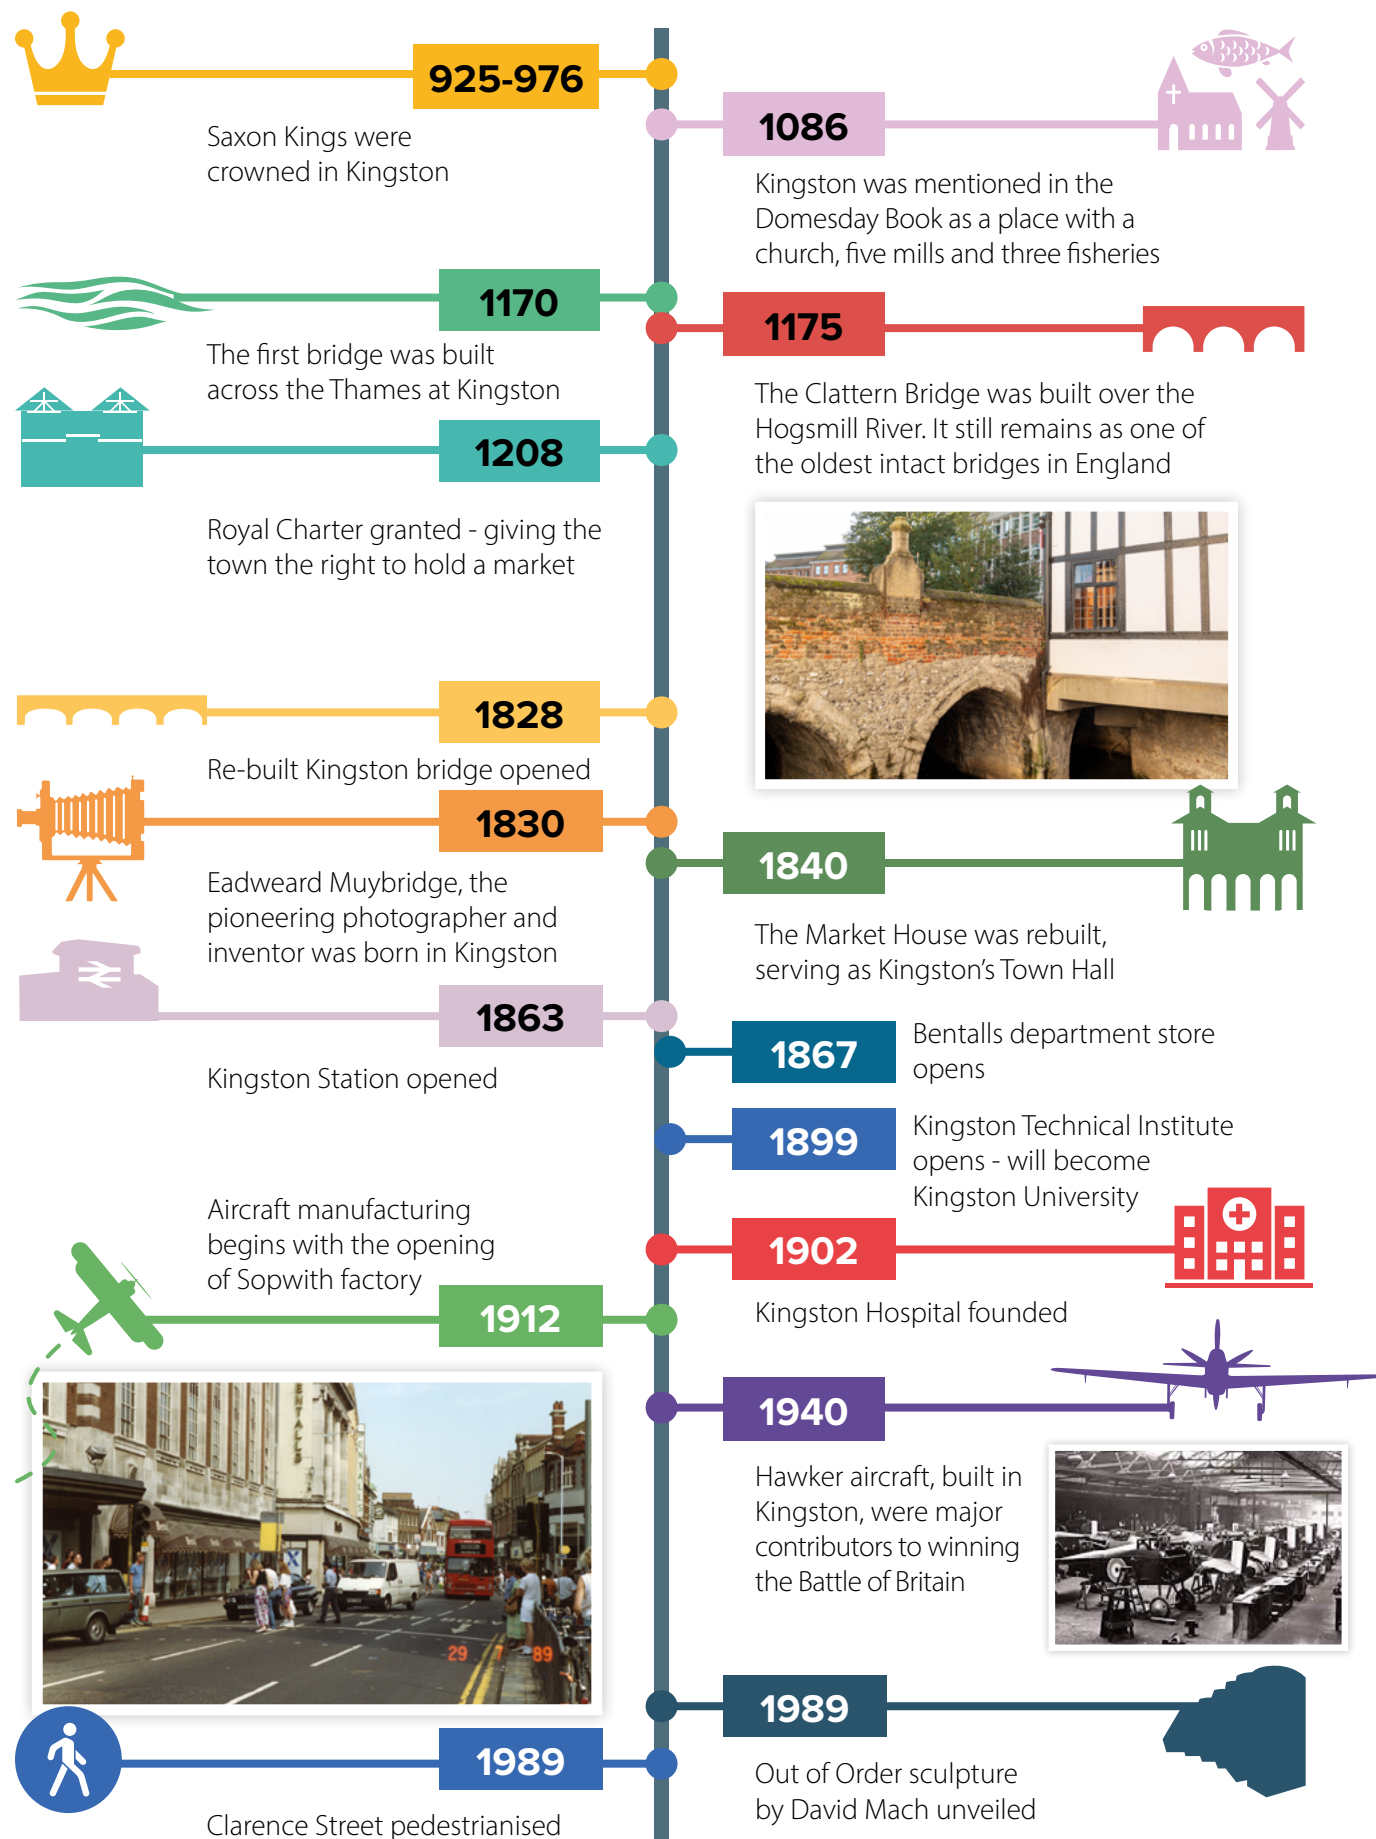 925-976
Saxon Kings were
crowned in Kingston
1086
Kingston was mentioned in the
Domesday Book as a place with a
church, five mills and three fisheries
1170
The first bridge was built
across the Thames at Kingston
1175
The Clattern Bridge was built over the
Hogsmill River. It still remains as one of
the oldest intact bridges in England
1208
Royal Charter granted - giving the
town the right to hold a market
1828
Re-built Kingston bridge opened
1830
Eadweard Muybridge, the
pioneering photographer and
inventor was born in Kingston
1840
The Market House was rebuilt,
serving as Kingston's Town Hall
1863
Kingston Station opened
1867
Bentalls department store
opens
1899
Kingston Technical Institute
opens - will become
Kingston University
1902
Kingston Hospital founded
Aircraft manufacturing
begins with the opening
of Sopwith factory
1912
1940
Hawker aircraft, built in
Kingston, were major
contributors to winning
the Battle of Britain
29 7 89
1989
Out of Order sculpture
by David Mach unveiled
1989
Clarence Street pedestrianised